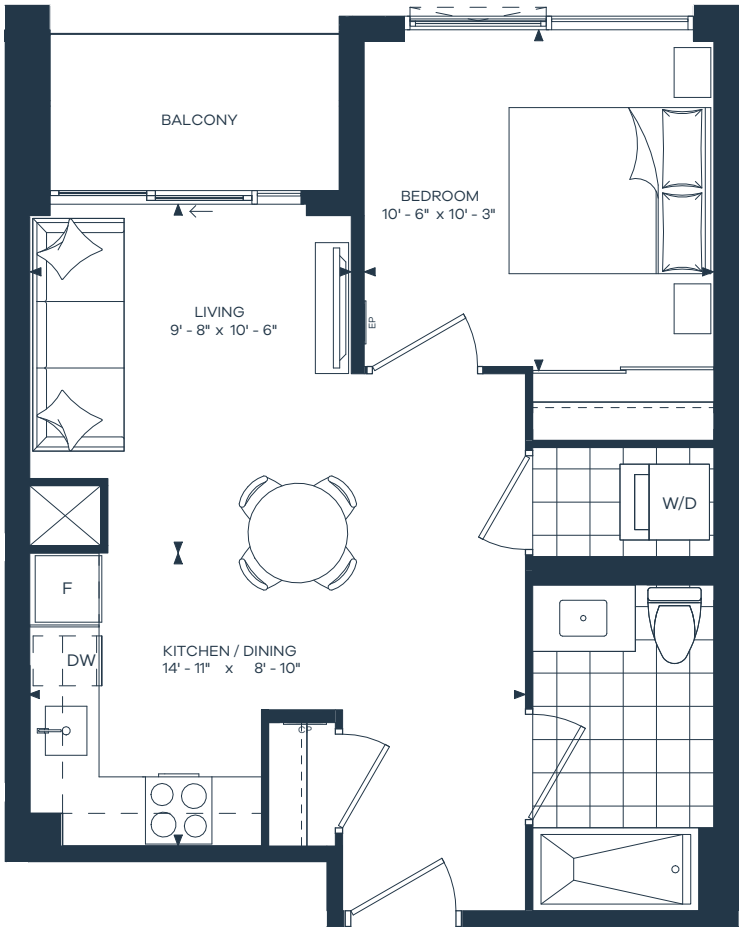 BALCONY
BEDROOM
10' - 6" x 10' - 3"
LIVING
9' - 8" x 10' - 6"
EP
W/D
F
DW
KITCHEN / DINING
14' - 11" x 8' - 10"
CP